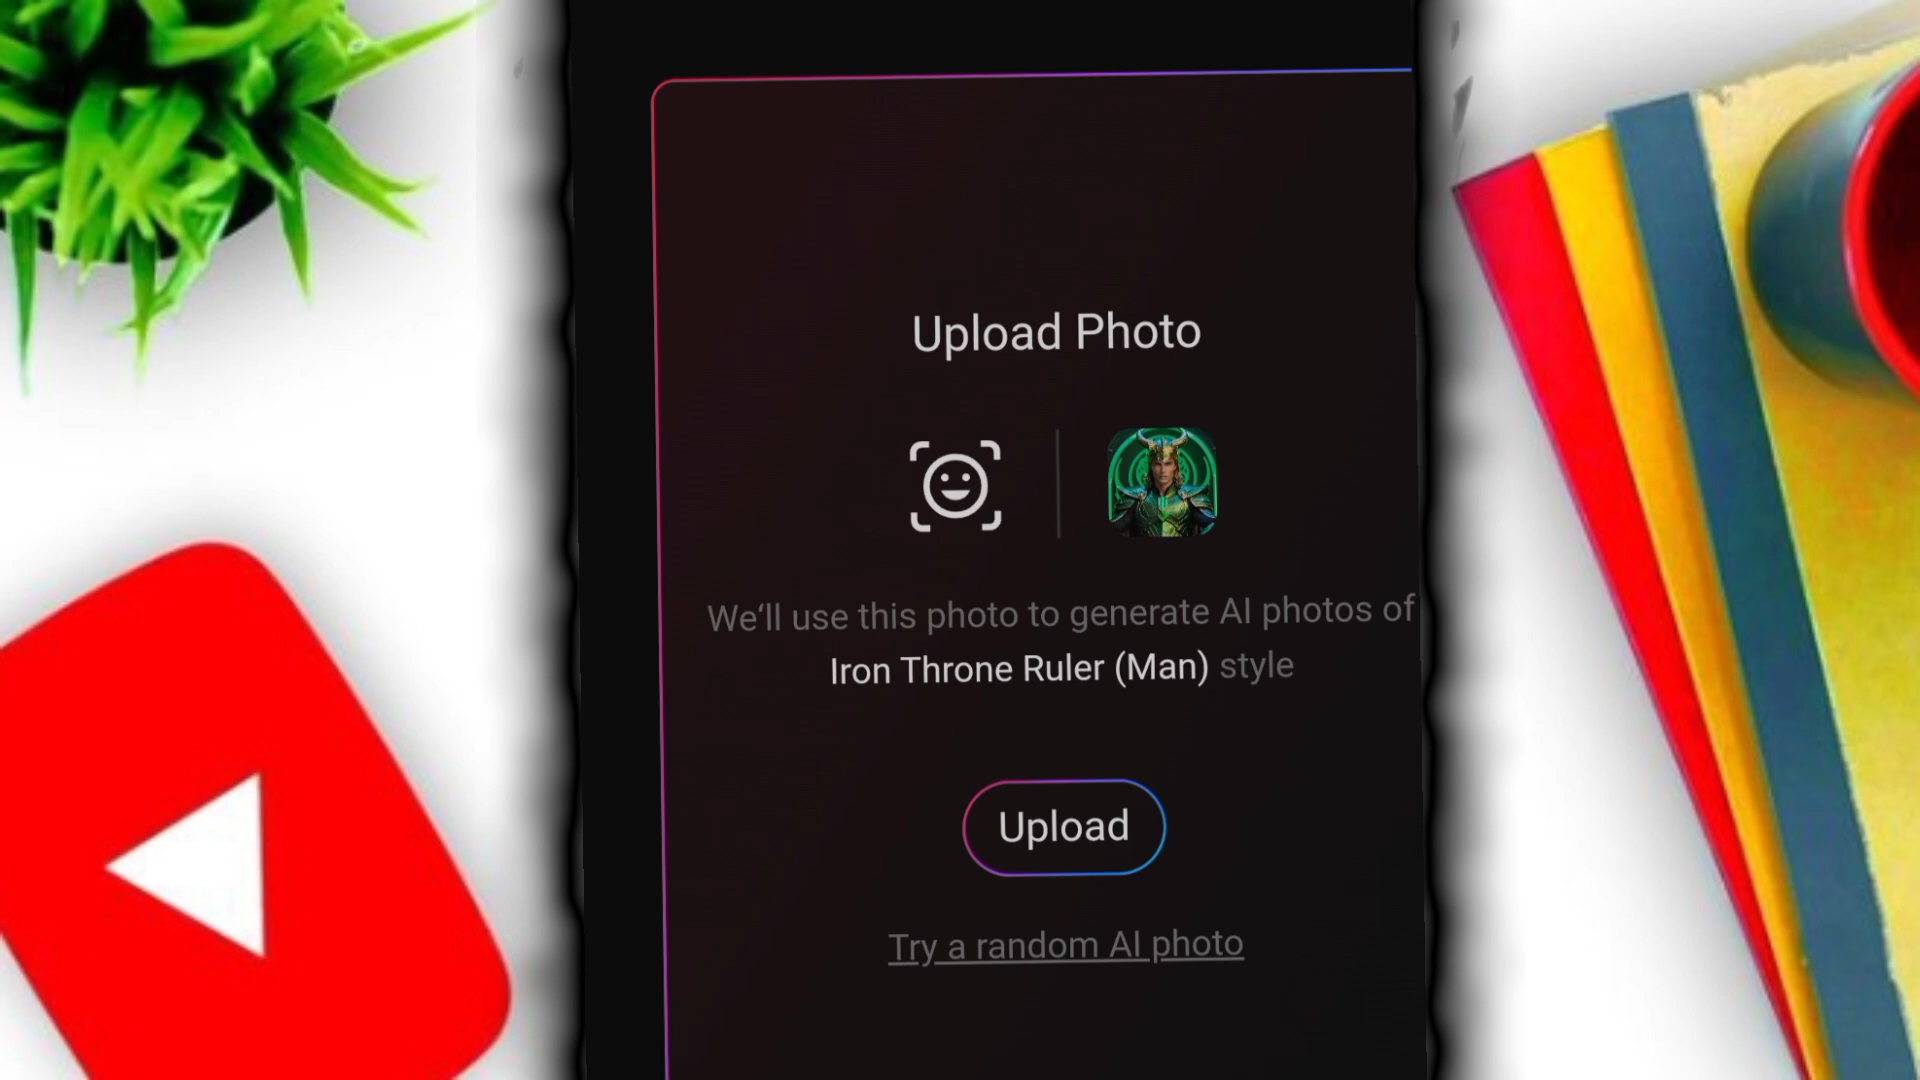 Upload Photo
We'll use this photo to generate AI photos of
Iron Throne Ruler (Man) style
Upload
Try a random AI photo